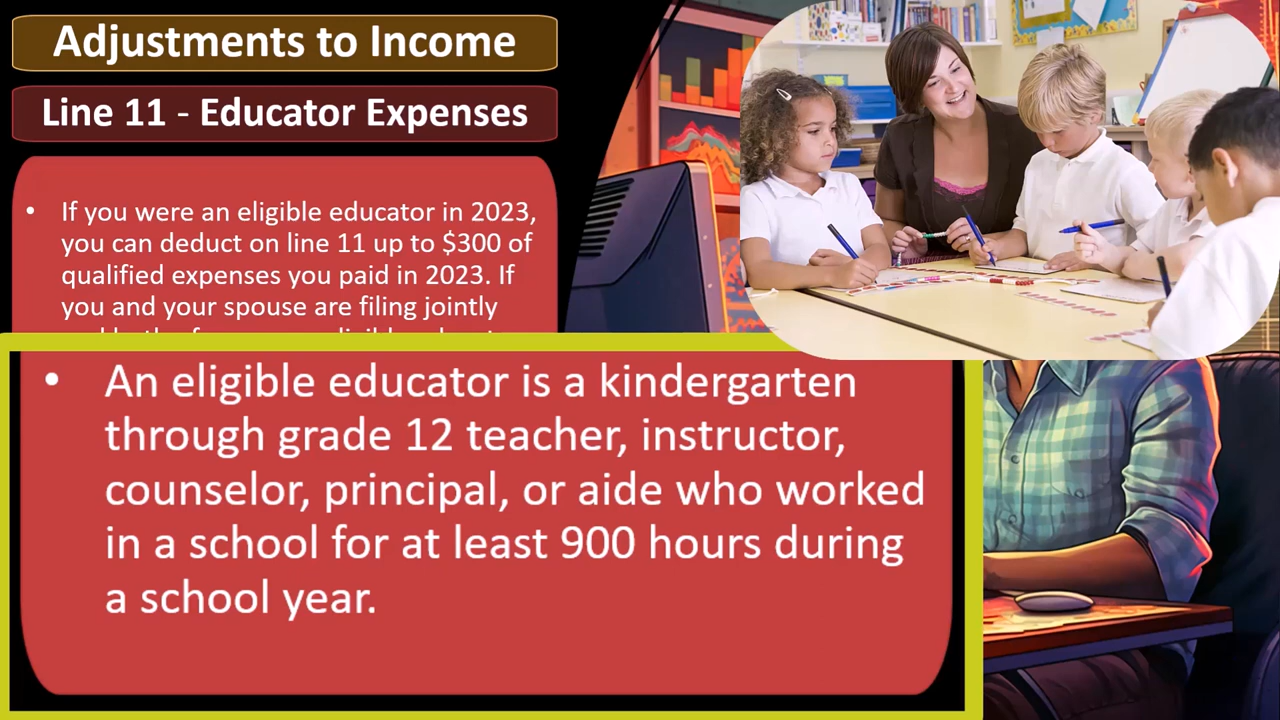 Adjustments to Income
Line 11 - Educator Expenses
• If you were an eligible educator in 2023,
you can deduct on line 11 up to $300 of
qualified expenses you paid in 2023. If
you and your spouse are filing jointly
• An eligible educator is a kindergarten
through grade 12 teacher, instructor,
counselor, principal, or aide who worked
in a school for at least 900 hours during
a school year.